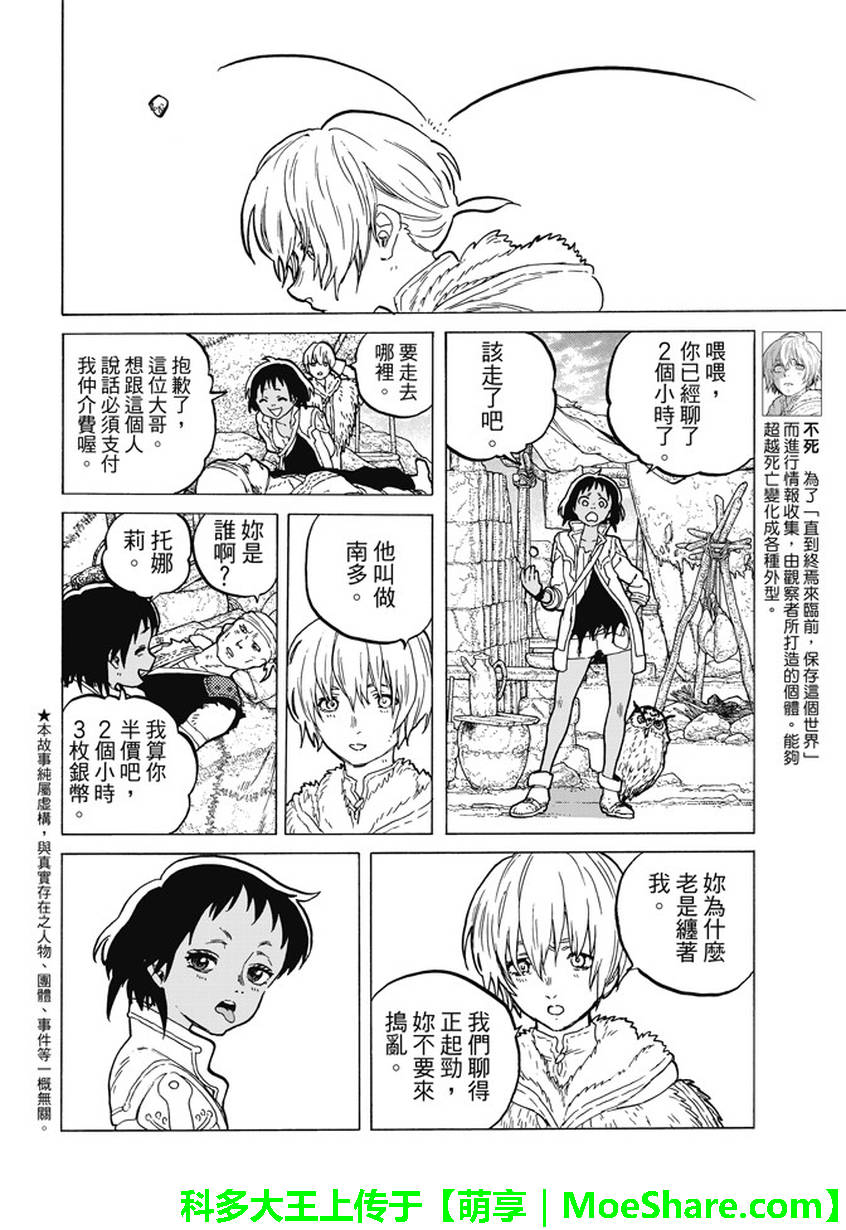 不死　為了「直到終焉來臨前，保存這個世界」
而進行情報收集，由觀察者所打造的個體。能夠
超越死亡變化成各種外型。
喂喂，
你已經聊了
2個小時了。
該走了吧。
要走去
哪裡。
抱歉了，
這位大哥。
想跟這個人
說話必須支付
我仲介費喔。
他叫做
南多。
妳是
誰啊？
托娜
莉。
我算你
半價吧，
2個小時
3枚銀幣。
妳為什麼
老是纏著
我。
我們聊得
正起勁，
妳不要來
搗亂。
★本故事純屬虛構，與真實存在之人物、團體、事件等一概無關。
科多大王上传于【萌享｜MoeShare.com】